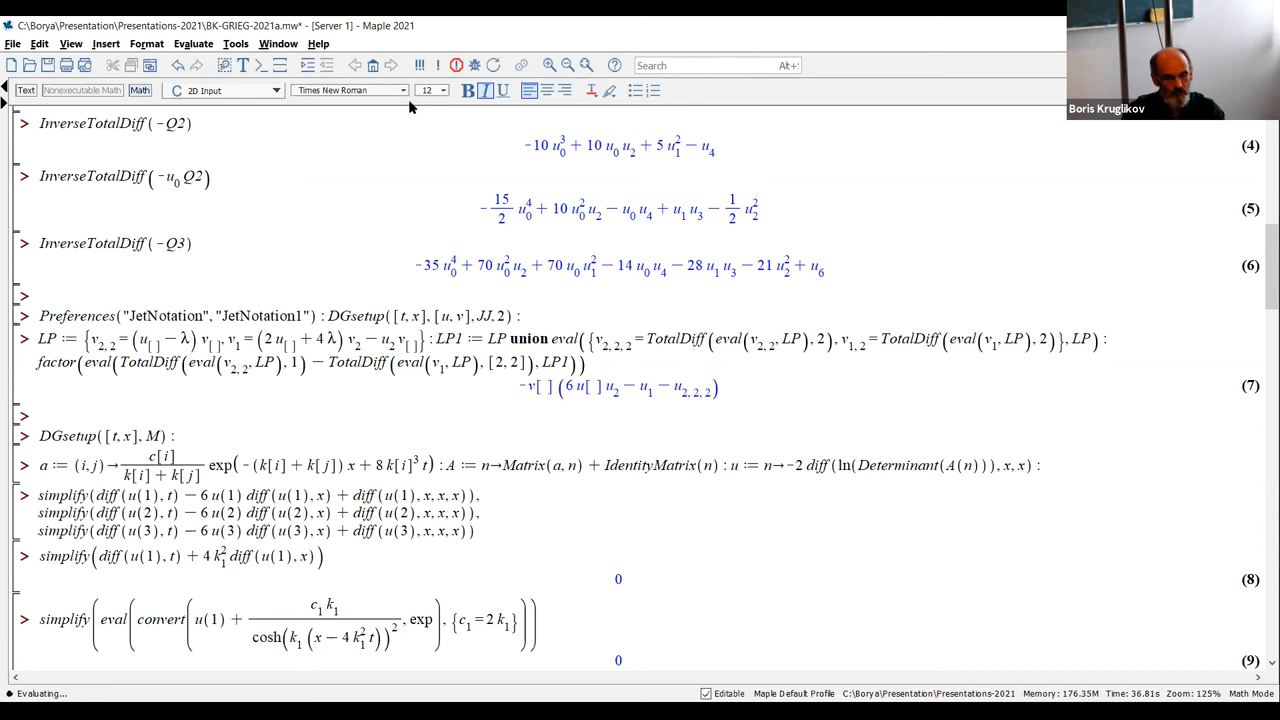 C:\Borya\Presentation\Presentations-2021\BK-GRIEG-2021a.mw* - [Server 1] - Maple 2021
File Edit View Insert Format Evaluate Tools Window Help
Search Alt+S
Text Nonexecutable Math Math C 2D Input Times New Roman 12 B I U
Boris Kruglikov
> InverseTotalDiff(-Q2)
-10 u_0^3 + 10 u_0 u_2 + 5 u_1^2 - u_4 (4)
> InverseTotalDiff(-u_0 Q2)
-15/2 u_0^4 + 10 u_0^2 u_2 - u_0 u_4 + u_1 u_3 - 1/2 u_2^2 (5)
> InverseTotalDiff(-Q3)
-35 u_0^4 + 70 u_0^2 u_2 + 70 u_0 u_1^2 - 14 u_0 u_4 - 28 u_1 u_3 - 21 u_2^2 + u_6 (6)
>
> Preferences("JetNotation", "JetNotation1") : DGsetup([t, x], [u, v], JJ, 2) :
> LP := {v_{2,2} = (u_[ ] - λ) v_[ ], v_1 = (2 u_[ ] + 4 λ) v_2 - u_2 v_[ ]} : LP1 := LP union eval({v_{2,2,2} = TotalDiff(eval(v_{2,2}, LP), 2), v_{1,2} = TotalDiff(eval(v_1, LP), 2)}, LP) :
factor(eval(TotalDiff(eval(v_{2,2}, LP), 1) - TotalDiff(eval(v_1, LP), [2, 2]), LP1))
-v[ ] (6 u[ ] u_2 - u_1 - u_{2,2,2}) (7)
>
> DGsetup([t, x], M) :
> a := (i, j)→ c[i]/(k[i] + k[j]) exp(-(k[i] + k[j]) x + 8 k[i]^3 t) : A := n→Matrix(a, n) + IdentityMatrix(n) : u := n→-2 diff(ln(Determinant(A(n))), x, x) :
> simplify(diff(u(1), t) - 6 u(1) diff(u(1), x) + diff(u(1), x, x, x)),
simplify(diff(u(2), t) - 6 u(2) diff(u(2), x) + diff(u(2), x, x, x)),
simplify(diff(u(3), t) - 6 u(3) diff(u(3), x) + diff(u(3), x, x, x))
> simplify(diff(u(1), t) + 4 k_1^2 diff(u(1), x))
0 (8)
> simplify(eval(convert(u(1) + c_1 k_1/cosh(k_1 (x - 4 k_1^2 t))^2, exp), {c_1 = 2 k_1}))
0 (9)
Evaluating... Editable Maple Default Profile C:\Borya\Presentation\Presentations-2021 Memory: 176.35M Time: 36.81s Zoom: 125% Math Mode